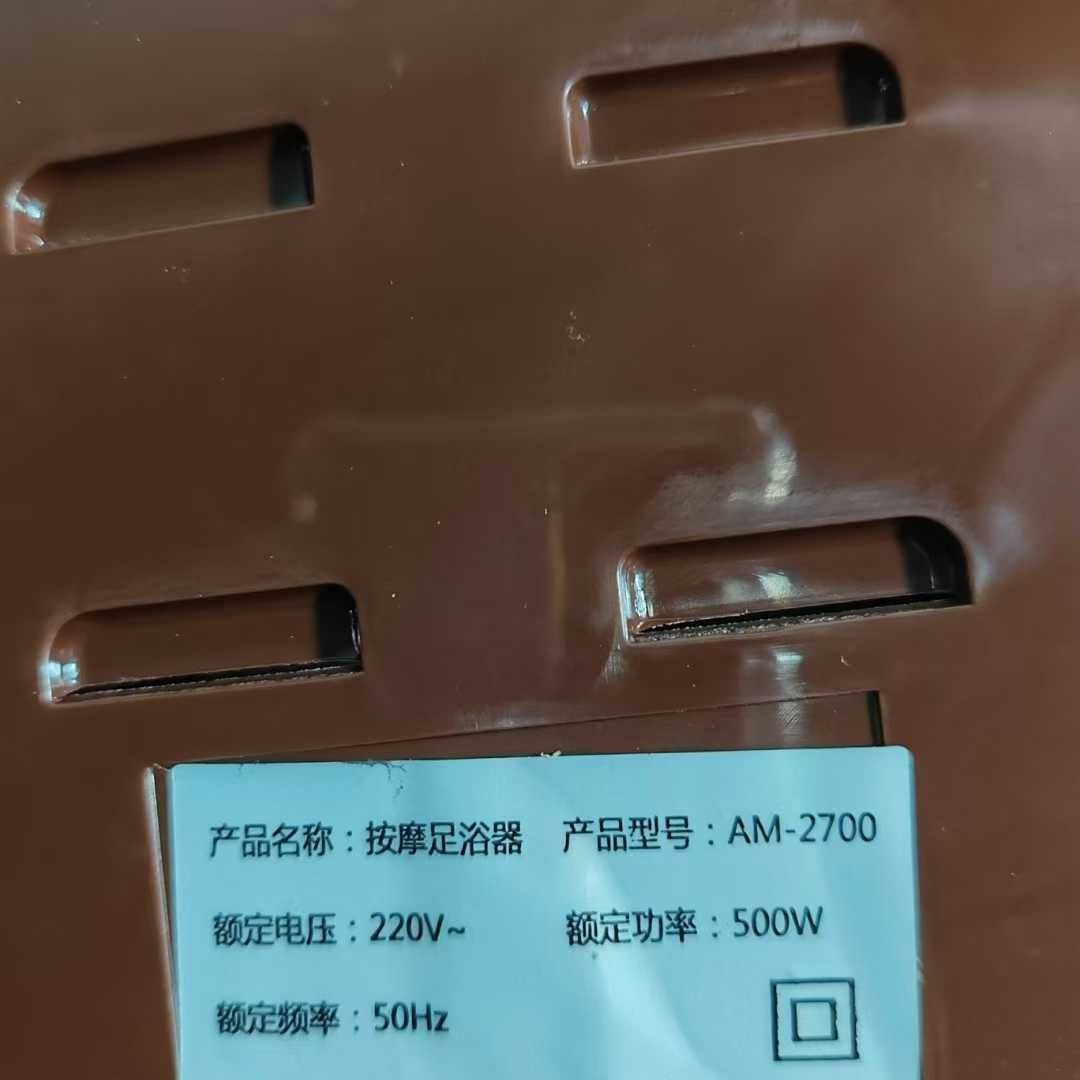 产品名称：按摩足浴器 产品型号：AM-2700
额定电压：220V~ 额定功率：500W
额定频率：50Hz